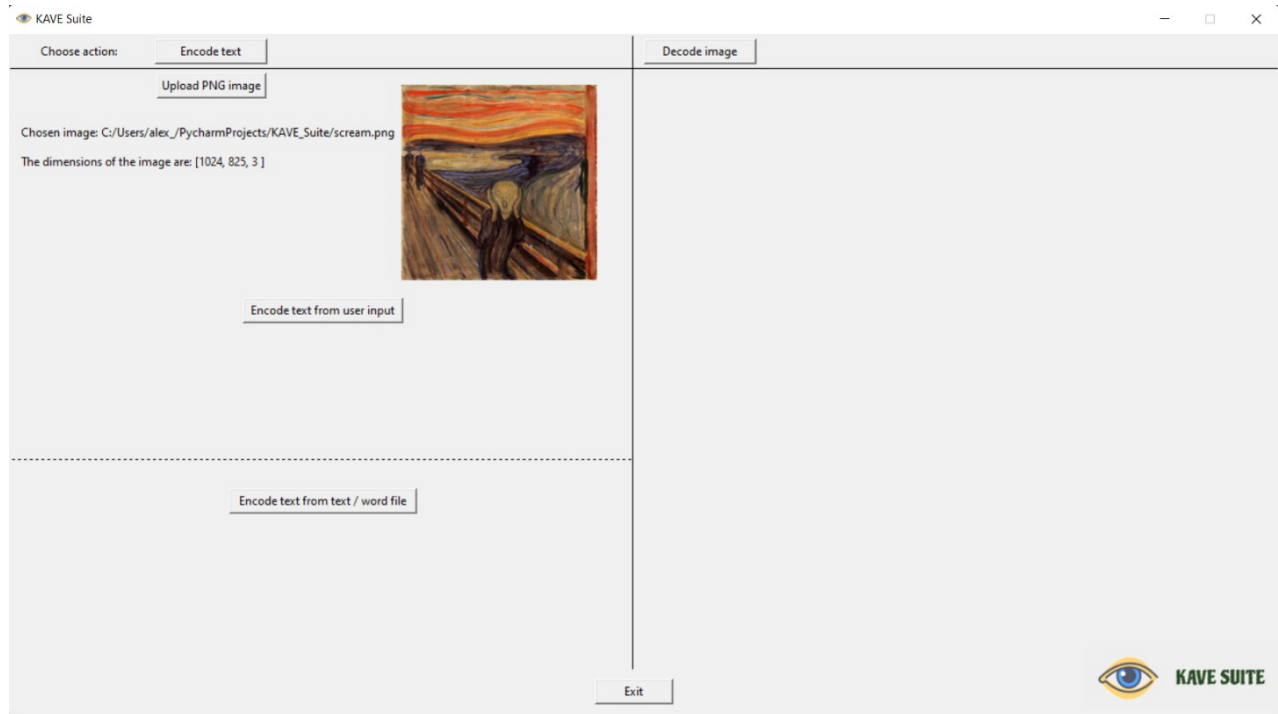 KAVE Suite
Choose action: Encode text Decode image
Upload PNG image
Chosen image: C:/Users/alex_/PycharmProjects/KAVE_Suite/scream.png
The dimensions of the image are: [1024, 825, 3 ]
Encode text from user input
Encode text from text / word file
KAVE SUITE
Exit